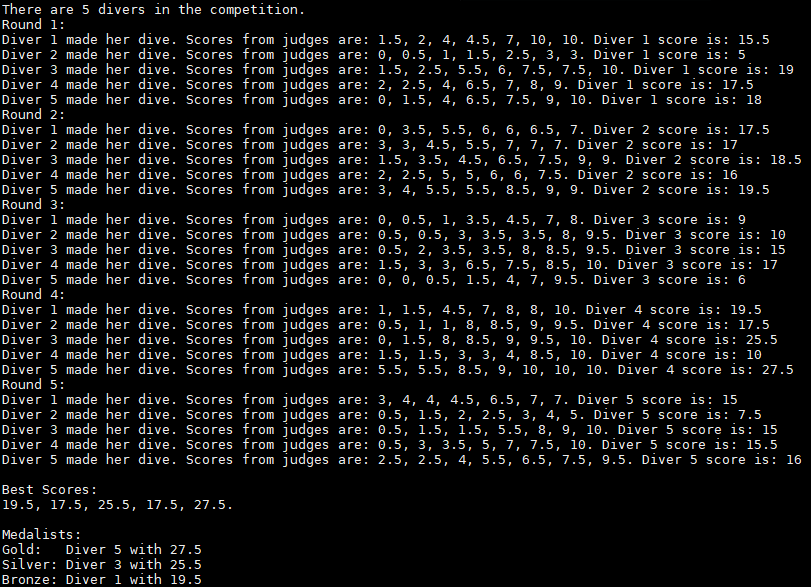 There are 5 divers in the competition.
Round 1:
Diver 1 made her dive. Scores from judges are: 1.5, 2, 4, 4.5, 7, 10, 10. Diver 1 score is: 15.5
Diver 2 made her dive. Scores from judges are: 0, 0.5, 1, 1.5, 2.5, 3, 3. Diver 1 score is: 5
Diver 3 made her dive. Scores from judges are: 1.5, 2.5, 5.5, 6, 7.5, 7.5, 10. Diver 1 score is: 19
Diver 4 made her dive. Scores from judges are: 2, 2.5, 4, 6.5, 7, 8, 9. Diver 1 score is: 17.5
Diver 5 made her dive. Scores from judges are: 0, 1.5, 4, 6.5, 7.5, 9, 10. Diver 1 score is: 18
Round 2:
Diver 1 made her dive. Scores from judges are: 0, 3.5, 5.5, 6, 6, 6.5, 7. Diver 2 score is: 17.5
Diver 2 made her dive. Scores from judges are: 3, 3, 4.5, 5.5, 7, 7, 7. Diver 2 score is: 17
Diver 3 made her dive. Scores from judges are: 1.5, 3.5, 4.5, 6.5, 7.5, 9, 9. Diver 2 score is: 18.5
Diver 4 made her dive. Scores from judges are: 2, 2.5, 5, 5, 6, 6, 7.5. Diver 2 score is: 16
Diver 5 made her dive. Scores from judges are: 3, 4, 5.5, 5.5, 8.5, 9, 9. Diver 2 score is: 19.5
Round 3:
Diver 1 made her dive. Scores from judges are: 0, 0.5, 1, 3.5, 4.5, 7, 8. Diver 3 score is: 9
Diver 2 made her dive. Scores from judges are: 0.5, 0.5, 3, 3.5, 3.5, 8, 9.5. Diver 3 score is: 10
Diver 3 made her dive. Scores from judges are: 0.5, 2, 3.5, 3.5, 8, 8.5, 9.5. Diver 3 score is: 15
Diver 4 made her dive. Scores from judges are: 1.5, 3, 3, 6.5, 7.5, 8.5, 10. Diver 3 score is: 17
Diver 5 made her dive. Scores from judges are: 0, 0, 0.5, 1.5, 4, 7, 9.5. Diver 3 score is: 6
Round 4:
Diver 1 made her dive. Scores from judges are: 1, 1.5, 4.5, 7, 8, 8, 10. Diver 4 score is: 19.5
Diver 2 made her dive. Scores from judges are: 0.5, 1, 1, 8, 8.5, 9, 9.5. Diver 4 score is: 17.5
Diver 3 made her dive. Scores from judges are: 0, 1.5, 8, 8.5, 9, 9.5, 10. Diver 4 score is: 25.5
Diver 4 made her dive. Scores from judges are: 1.5, 1.5, 3, 3, 4, 8.5, 10. Diver 4 score is: 10
Diver 5 made her dive. Scores from judges are: 5.5, 5.5, 8.5, 9, 10, 10, 10. Diver 4 score is: 27.5
Round 5:
Diver 1 made her dive. Scores from judges are: 3, 4, 4, 4.5, 6.5, 7, 7. Diver 5 score is: 15
Diver 2 made her dive. Scores from judges are: 0.5, 1.5, 2, 2.5, 3, 4, 5. Diver 5 score is: 7.5
Diver 3 made her dive. Scores from judges are: 0.5, 1.5, 1.5, 5.5, 8, 9, 10. Diver 5 score is: 15
Diver 4 made her dive. Scores from judges are: 0.5, 3, 3.5, 5, 7, 7.5, 10. Diver 5 score is: 15.5
Diver 5 made her dive. Scores from judges are: 2.5, 2.5, 4, 5.5, 6.5, 7.5, 9.5. Diver 5 score is: 16
Best Scores:
19.5, 17.5, 25.5, 17.5, 27.5.
Medalists:
Gold:   Diver 5 with 27.5
Silver: Diver 3 with 25.5
Bronze: Diver 1 with 19.5